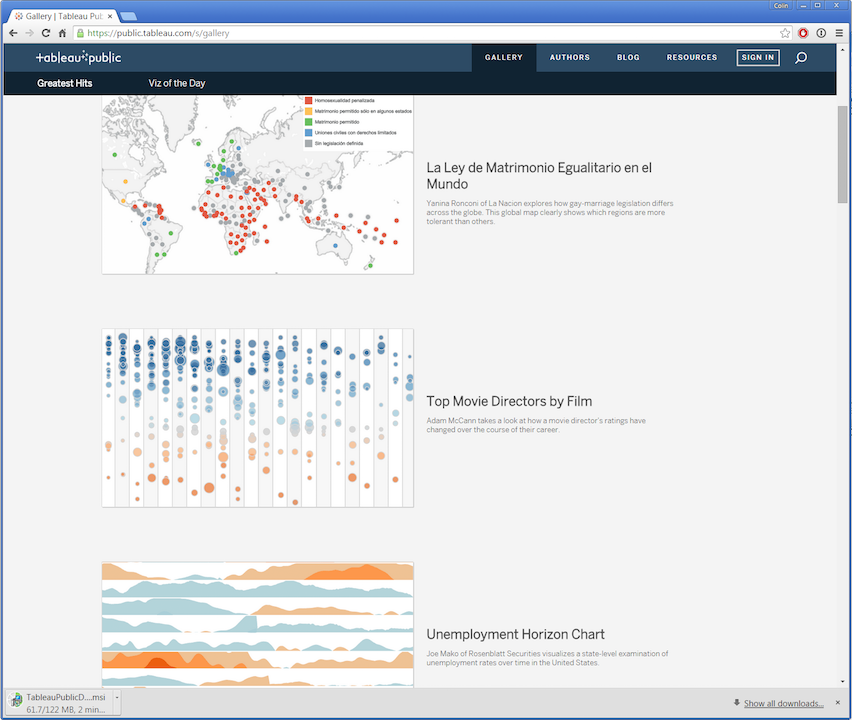 Coin
Gallery | Tableau Pub
https://public.tableau.com/s/gallery
+tableau public
GALLERY
AUTHORS
BLOG
RESOURCES
SIGN IN
Greatest Hits
Viz of the Day
Homosexualidad penalizada
Matrimonio permitido sólo en algunos estados
Matrimonio permitido
Uniones civiles con derechos limitados
Sin legislación definida
La Ley de Matrimonio Egualitario en el
Mundo
Yanina Ronconi of La Nacion explores how gay-marriage legislation differs
across the globe. This global map clearly shows which regions are more
tolerant than others.
Top Movie Directors by Film
Adam McCann takes a look at how a movie director's ratings have
changed over the course of their career.
Unemployment Horizon Chart
Joe Mako of Rosenblatt Securities visualizes a state-level examination of
unemployment rates over time in the United States.
TableauPublicD....msi
61.7/122 MB, 2 min...
Show all downloads...